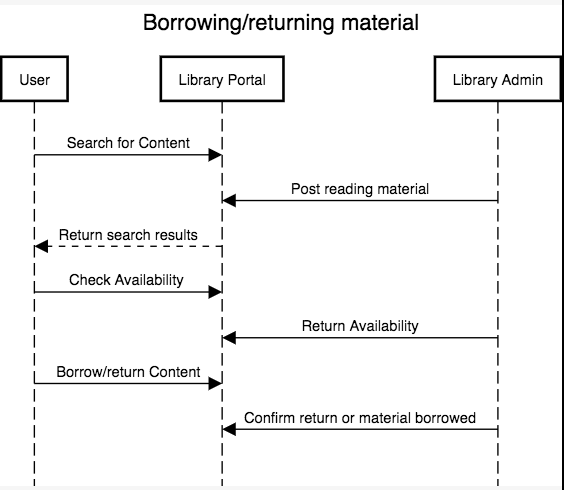 Borrowing/returning material
User
Library Portal
Library Admin
Search for Content
Post reading material
Return search results
Check Availability
Return Availability
Borrow/return Content
Confirm return or material borrowed